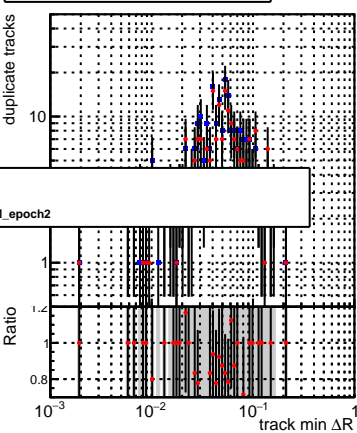 duplicate tracks
10
l_epoch2
1
Ratio
1.2
1
0.8
10⁻³
10⁻²
10⁻¹
1
track min ΔR